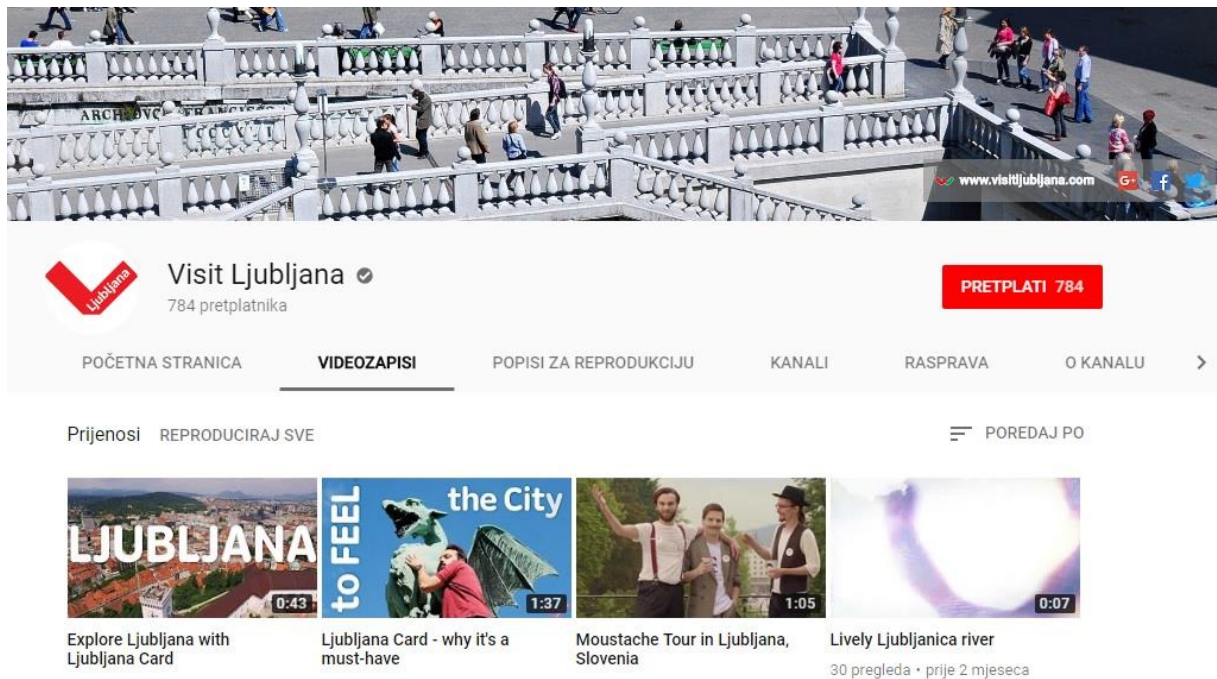 www.visitljubljana.com G+ f
Ljubljana
Visit Ljubljana
784 pretplatnika
PRETPLATI 784
POČETNA STRANICA VIDEOZAPISI POPISI ZA REPRODUKCIJU KANALI RASPRAVA O KANALU
Prijenosi REPRODUCIRAJ SVE POREDAJ PO
LJUBLJANA
0:43
to FEEL
the City
1:37
1:05
0:07
Explore Ljubljana with
Ljubljana Card
Ljubljana Card - why it's a
must-have
Moustache Tour in Ljubljana,
Slovenia
Lively Ljubljanica river
30 pregleda • prije 2 mjeseca